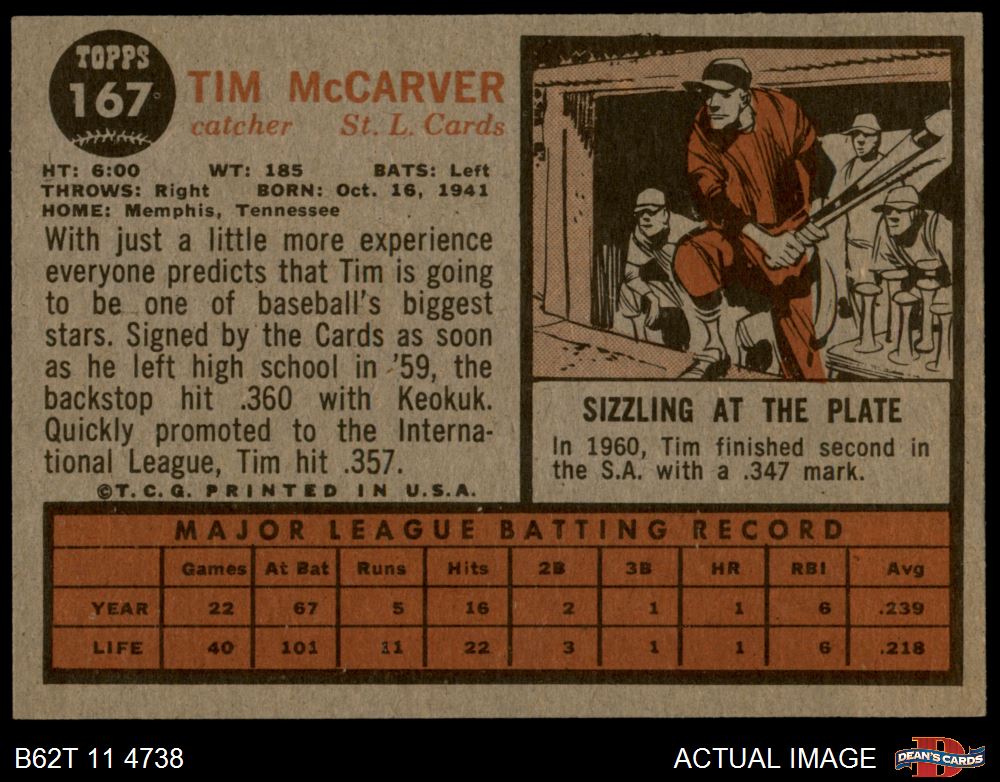 TOPPS
167
TIM McCARVER
catcher St. L. Cards
HT: 6:00 WT: 185 BATS: Left
THROWS: Right BORN: Oct. 16, 1941
HOME: Memphis, Tennessee
With just a little more experience
everyone predicts that Tim is going
to be one of baseball's biggest
stars. Signed by the Cards as soon
as he left high school in '59, the
backstop hit .360 with Keokuk.
Quickly promoted to the Interna-
tional League, Tim hit .357.
©T.C.G. PRINTED IN U.S.A.
SIZZLING AT THE PLATE
In 1960, Tim finished second in
the S.A. with a .347 mark.
MAJOR LEAGUE BATTING RECORD
Games At Bat Runs Hits 2B 3B HR RBI Avg
YEAR 22 67 5 16 2 1 1 6 .239
LIFE 40 101 11 22 3 1 1 6 .218
B62T 11 4738
ACTUAL IMAGE
D
DEAN'S CARDS